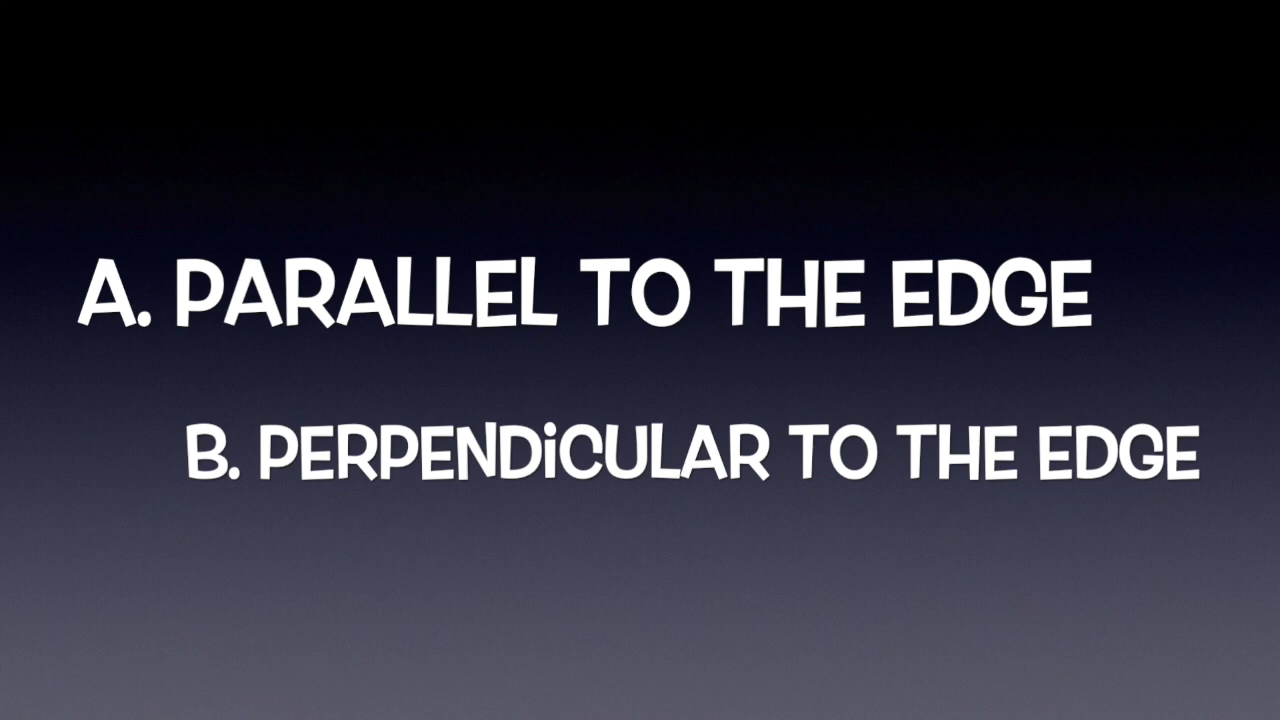 A. PARALLEL TO THE EDGE
B. PERPENDiCULAR TO THE EDGE